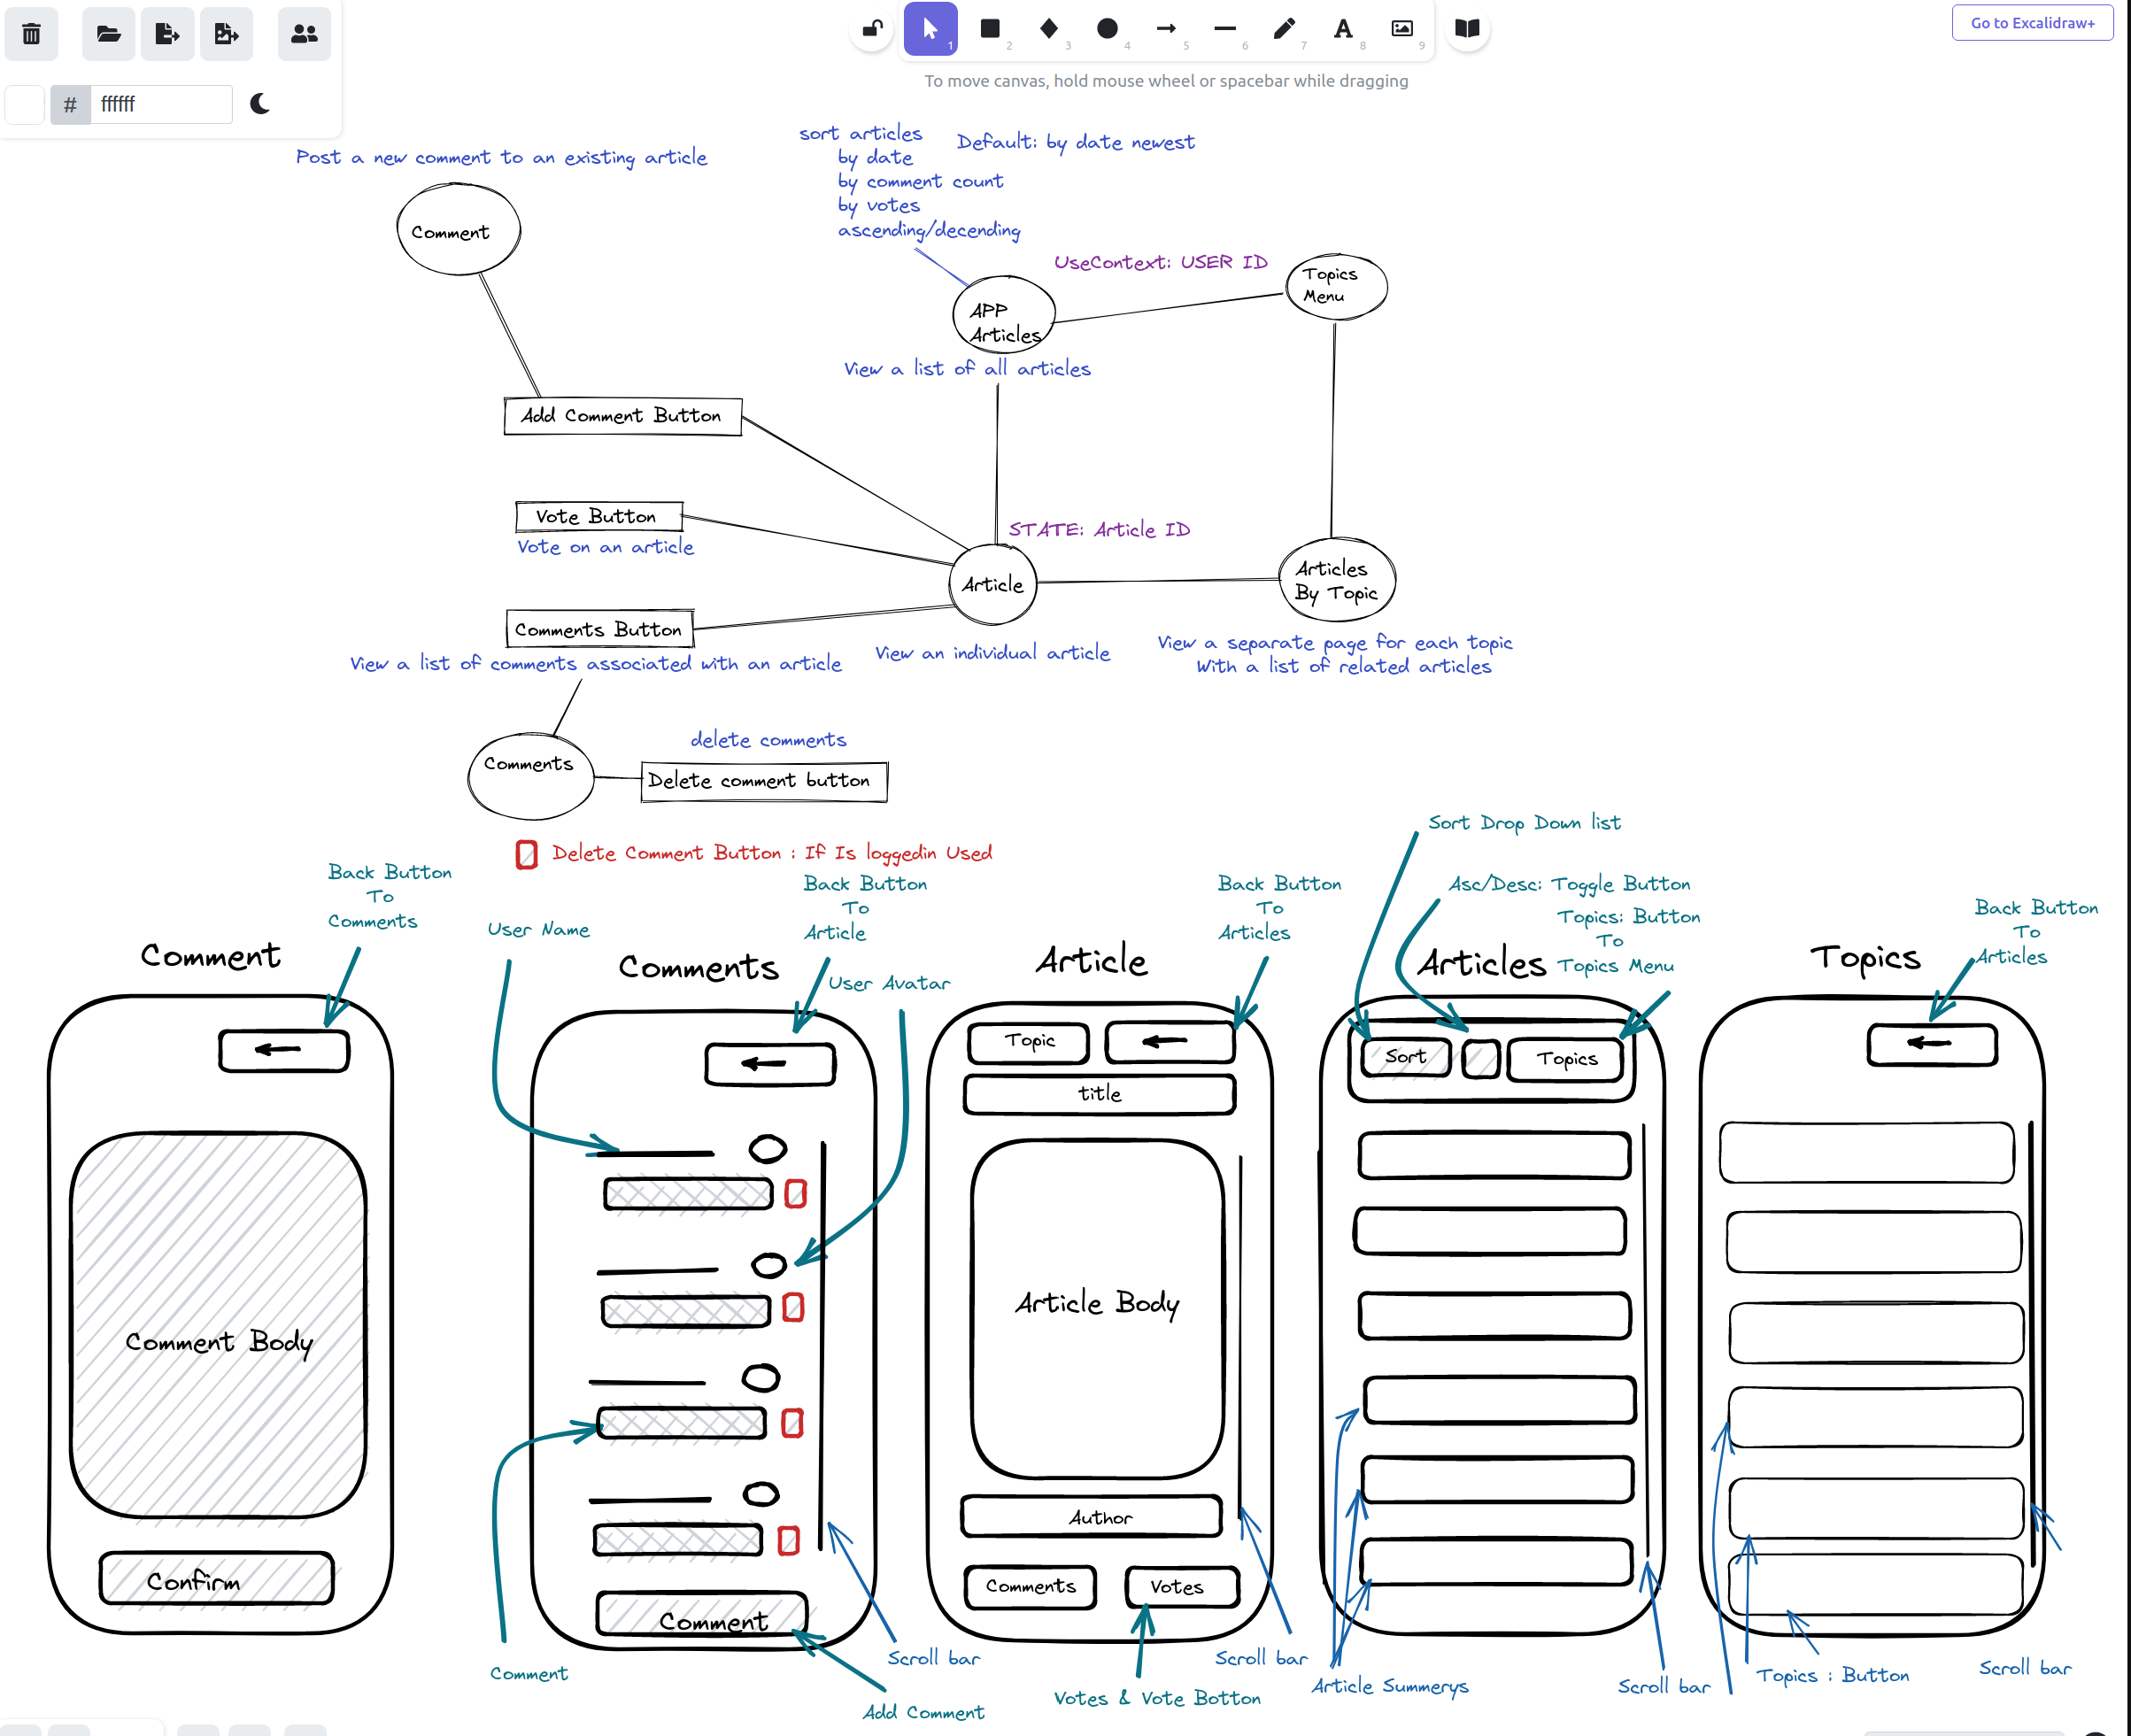 1
2
3
4
5
6
7
8
9
Go to Excalidraw+
# ffffff
To move canvas, hold mouse wheel or spacebar while dragging
Post a new comment to an existing article
sort articles
by date
by comment count
by votes
ascending/decending
Default: by date newest
Comment
UseContext: USER ID
Topics
Menu
APP
Articles
View a list of all articles
Add Comment Button
Vote Button
Vote on an article
STATE: Article ID
Article
Articles
By Topic
Comments Button
View a list of comments associated with an article
View an individual article
View a separate page for each topic
With a list of related articles
Comments
delete comments
Delete comment button
Delete Comment Button : If Is loggedin Used
Sort Drop Down list
Back Button
To
Comments
User Name
Back Button
To
Article
User Avatar
Back Button
To
Articles
Asc/Desc: Toggle Button
Topics: Button
To
Topics Menu
Back Button
To
Articles
Comment
Comments
Article
Articles
Topics
Topic
title
Sort
Topics
Comment Body
Article Body
Author
Confirm
Comment
Comments
Votes
Comment
Scroll bar
Add Comment
Scroll bar
Votes & Vote Botton
Article Summerys
Scroll bar
Topics : Button
Scroll bar